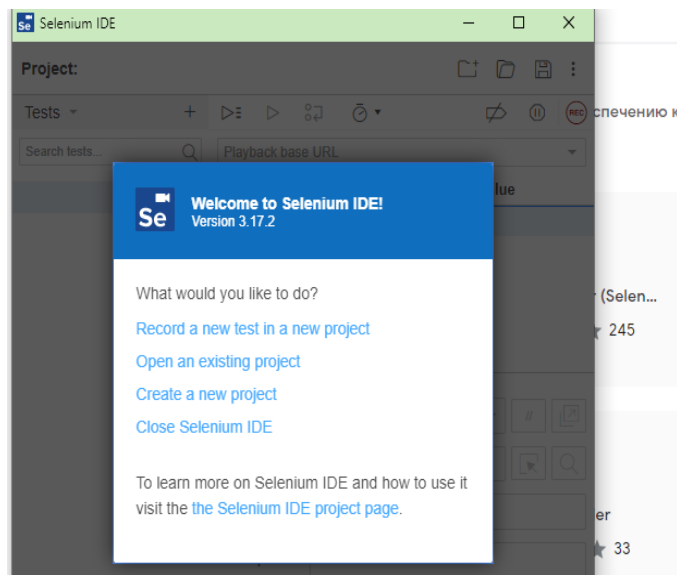 Selenium IDE
Project:
Tests
REC
спечению к
Search tests...
Playback base URL
lue
Se
Welcome to Selenium IDE!
Version 3.17.2
What would you like to do?
Record a new test in a new project
Open an existing project
Create a new project
Close Selenium IDE
To learn more on Selenium IDE and how to use it
visit the the Selenium IDE project page.
(Selen...
245
#
er
33